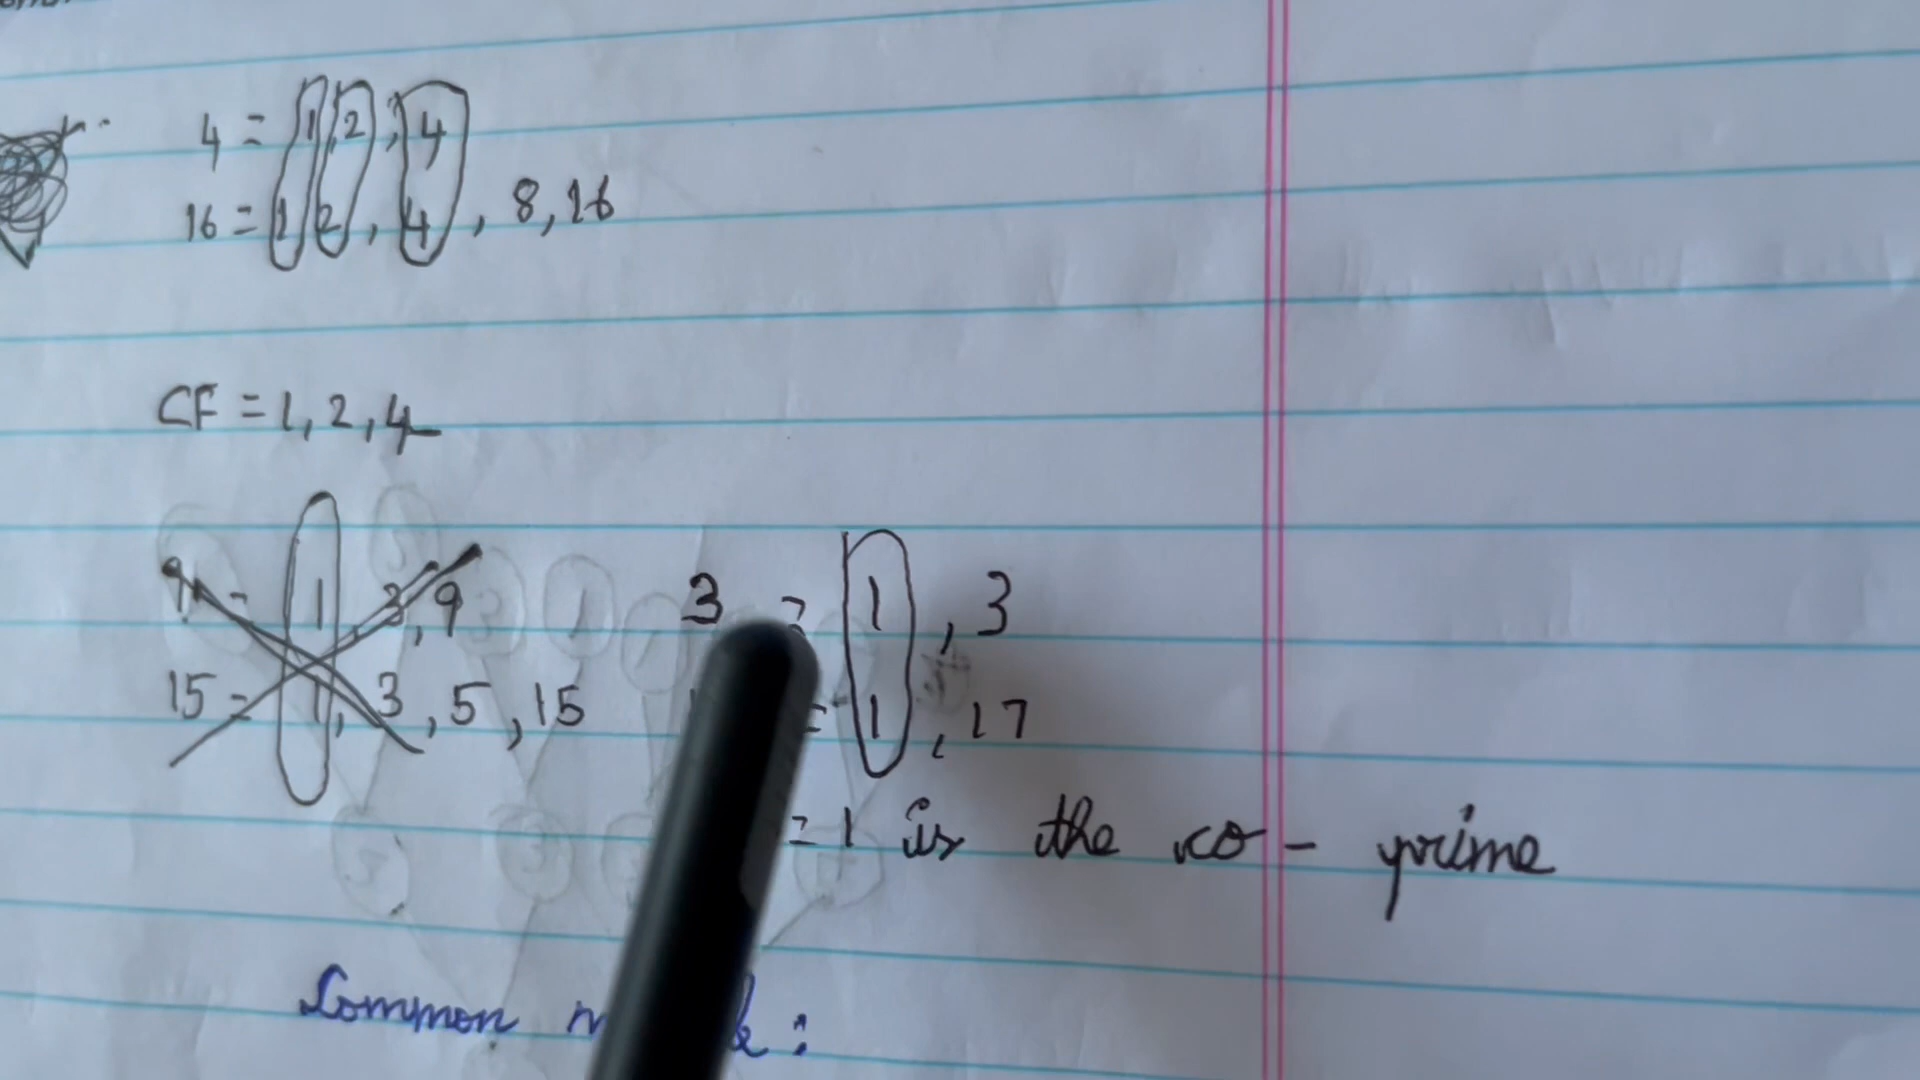 4 = 1, 2, 4
16 = 1 2, 4, 8, 16
CF = 1, 2, 4
9 = 1, 3, 9
15 = 1, 3, 5, 15
3 = 1, 3
= 1, 17
= 1 is the co - prime
Common
: